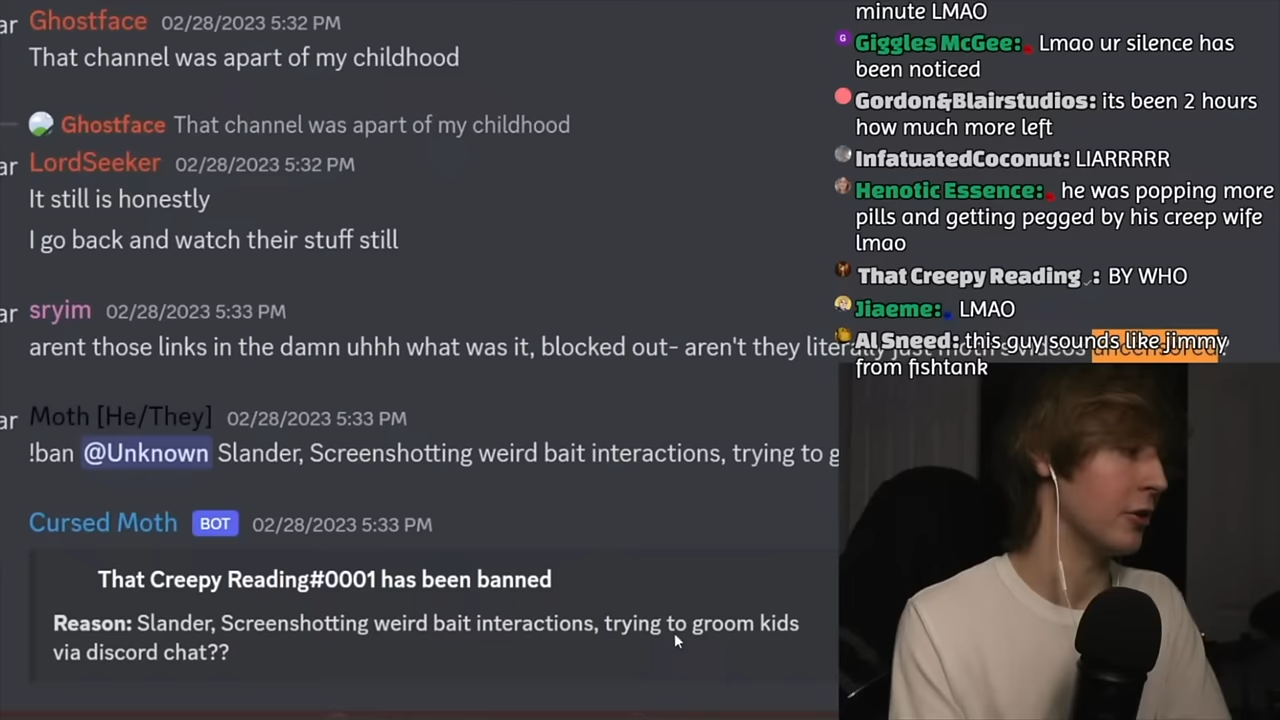 Ghostface 02/28/2023 5:32 PM
That channel was apart of my childhood
Ghostface That channel was apart of my childhood
LordSeeker 02/28/2023 5:32 PM
It still is honestly
I go back and watch their stuff still
sryim 02/28/2023 5:33 PM
arent those links in the damn uhhh what was it, blocked out- aren't they literally just moth's videos uncensored?
Moth [He/They] 02/28/2023 5:33 PM
!ban @Unknown Slander, Screenshotting weird bait interactions, trying to g
Cursed Moth BOT 02/28/2023 5:33 PM
That Creepy Reading#0001 has been banned
Reason: Slander, Screenshotting weird bait interactions, trying to groom kids
via discord chat??
minute LMAO
Giggles McGee: Lmao ur silence has
been noticed
Gordon&Blairstudios: its been 2 hours
how much more left
InfatuatedCoconut: LIARRRRR
Henotic Essence: he was popping more
pills and getting pegged by his creep wife
lmao
That Creepy Reading: BY WHO
Jiaeme: LMAO
Al Sneed: this guy sounds like jimmy
from fishtank